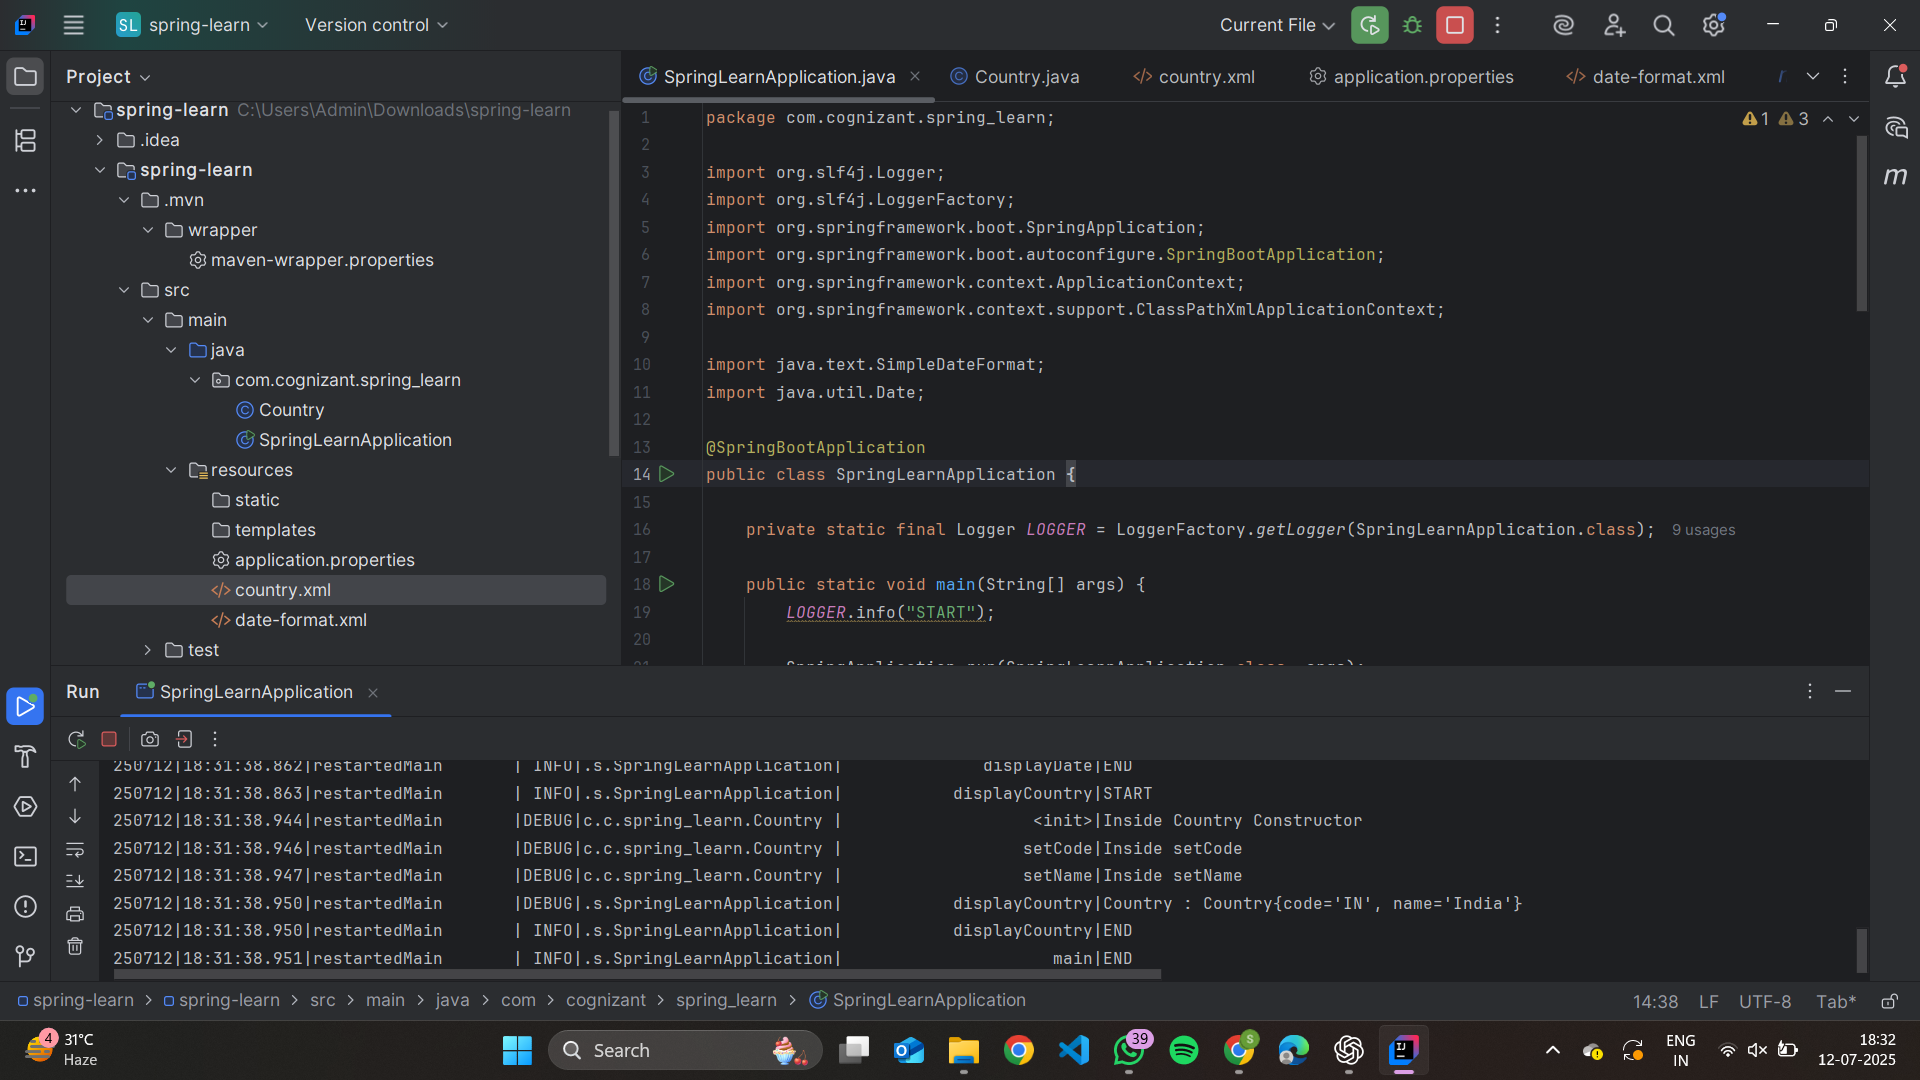 SL spring-learn Version control Current File
Project
SpringLearnApplication.java Country.java country.xml application.properties date-format.xml
spring-learn C:\Users\Admin\Downloads\spring-learn
.idea
spring-learn
.mvn
wrapper
maven-wrapper.properties
src
main
java
com.cognizant.spring_learn
Country
SpringLearnApplication
resources
static
templates
application.properties
country.xml
date-format.xml
test
1 package com.cognizant.spring_learn;
1 3
2
3 import org.slf4j.Logger;
4 import org.slf4j.LoggerFactory;
5 import org.springframework.boot.SpringApplication;
6 import org.springframework.boot.autoconfigure.SpringBootApplication;
7 import org.springframework.context.ApplicationContext;
8 import org.springframework.context.support.ClassPathXmlApplicationContext;
9
10 import java.text.SimpleDateFormat;
11 import java.util.Date;
12
13 @SpringBootApplication
14 public class SpringLearnApplication {
15
16 private static final Logger LOGGER = LoggerFactory.getLogger(SpringLearnApplication.class); 9 usages
17
18 public static void main(String[] args) {
19 LOGGER.info("START");
20
21 SpringApplication.run(SpringLearnApplication.class, args);
Run SpringLearnApplication
250712|18:31:38.862|restartedMain | INFO|.s.SpringLearnApplication| displayDate|END
250712|18:31:38.863|restartedMain | INFO|.s.SpringLearnApplication| displayCountry|START
250712|18:31:38.944|restartedMain |DEBUG|c.c.spring_learn.Country | <init>|Inside Country Constructor
250712|18:31:38.946|restartedMain |DEBUG|c.c.spring_learn.Country | setCode|Inside setCode
250712|18:31:38.947|restartedMain |DEBUG|c.c.spring_learn.Country | setName|Inside setName
250712|18:31:38.950|restartedMain |DEBUG|.s.SpringLearnApplication| displayCountry|Country : Country{code='IN', name='India'}
250712|18:31:38.950|restartedMain | INFO|.s.SpringLearnApplication| displayCountry|END
250712|18:31:38.951|restartedMain | INFO|.s.SpringLearnApplication| main|END
spring-learn > spring-learn > src > main > java > com > cognizant > spring_learn > SpringLearnApplication
14:38 LF UTF-8 Tab*
4 31°C
Haze
Search
39
S
ENG
IN
18:32
12-07-2025